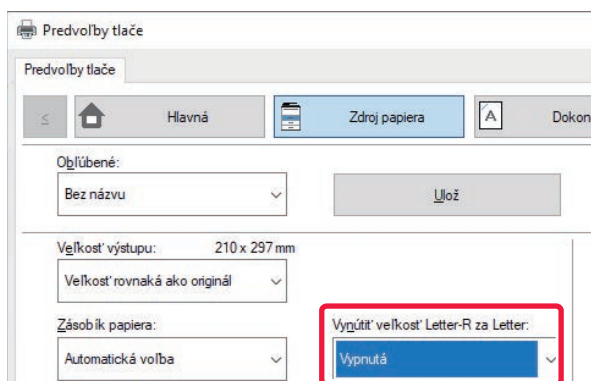 Predvoľby tlače
Predvoľby tlače
≤ Hlavná Zdroj papiera A Dokon
Obľúbené:
Bez názvu Ulož
Veľkosť výstupu: 210 x 297 mm
Veľkosť rovnaká ako originál
Zásobík papiera: Vynútiť veľkosť Letter-R za Letter:
Automatická voľba Vypnutá